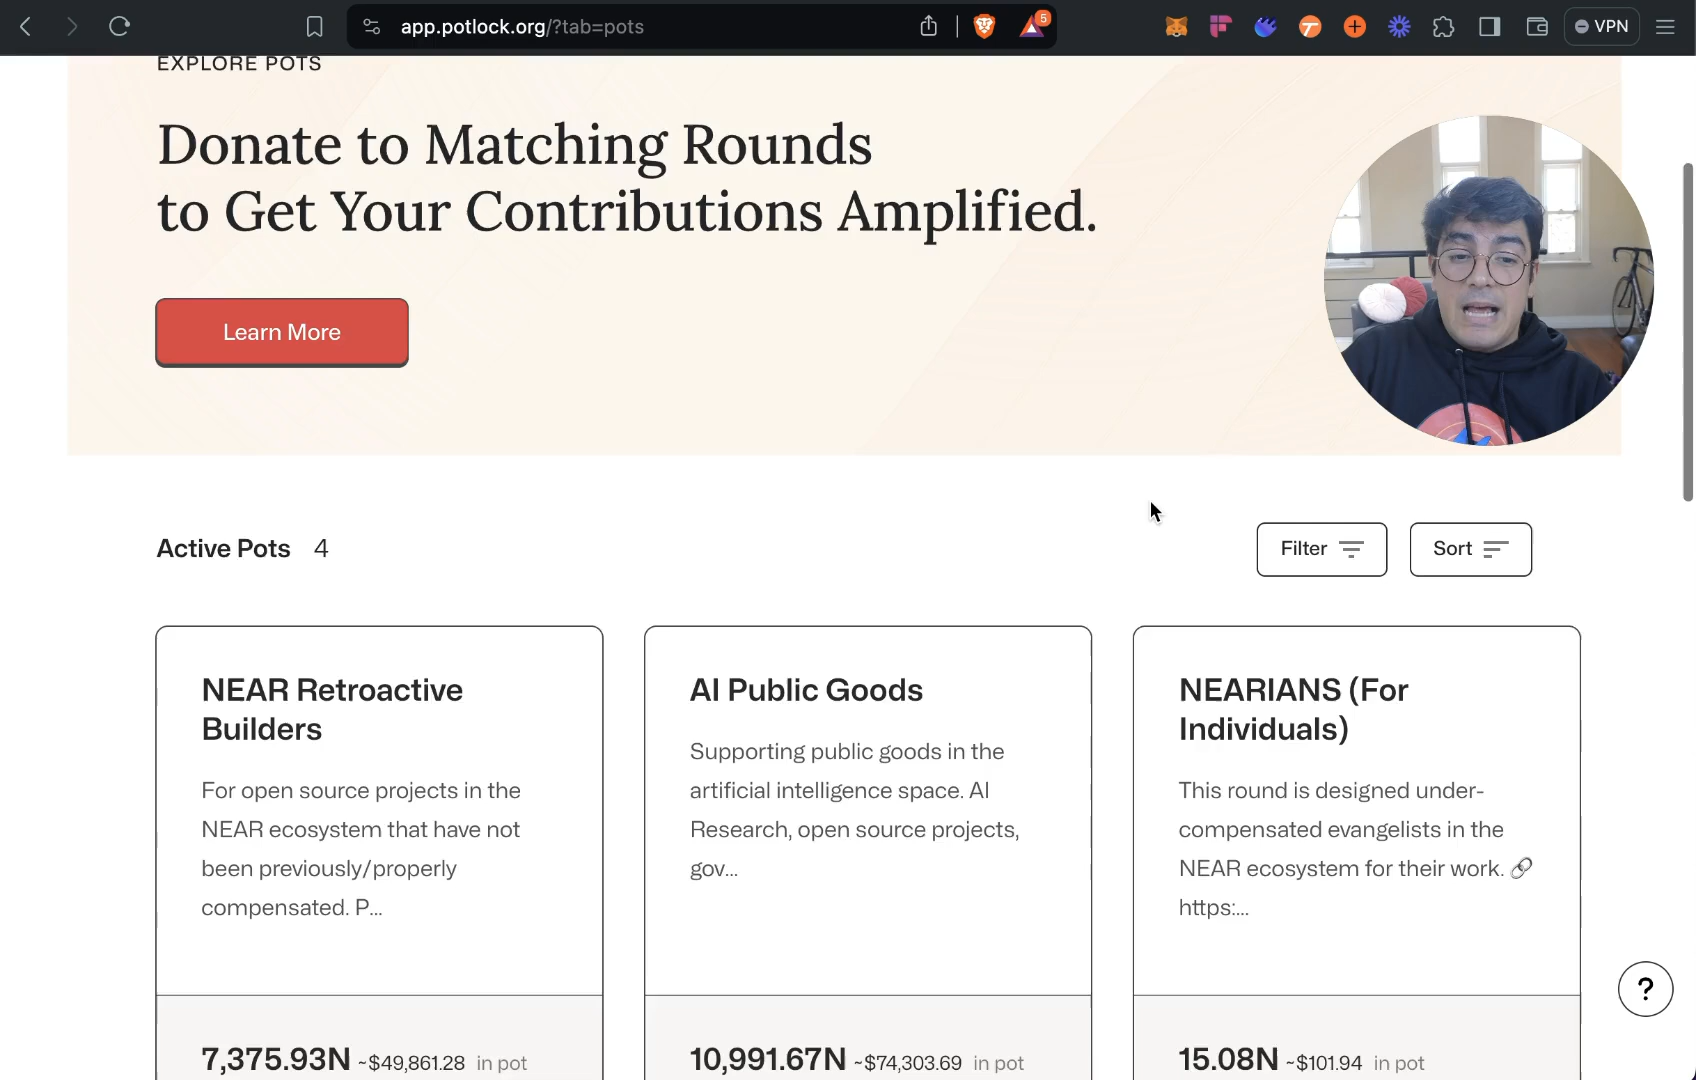 app.potlock.org/?tab=pots
5
VPN
EXPLORE POTS
Donate to Matching Rounds
to Get Your Contributions Amplified.
Learn More
Active Pots 4
Filter
Sort
NEAR Retroactive
Builders
For open source projects in the
NEAR ecosystem that have not
been previously/properly
compensated. P...
7,375.93N ~$49,861.28 in pot
AI Public Goods
Supporting public goods in the
artificial intelligence space. AI
Research, open source projects,
gov...
10,991.67N ~$74,303.69 in pot
NEARIANS (For
Individuals)
This round is designed under-
compensated evangelists in the
NEAR ecosystem for their work. 🔗
https:...
15.08N ~$101.94 in pot
?